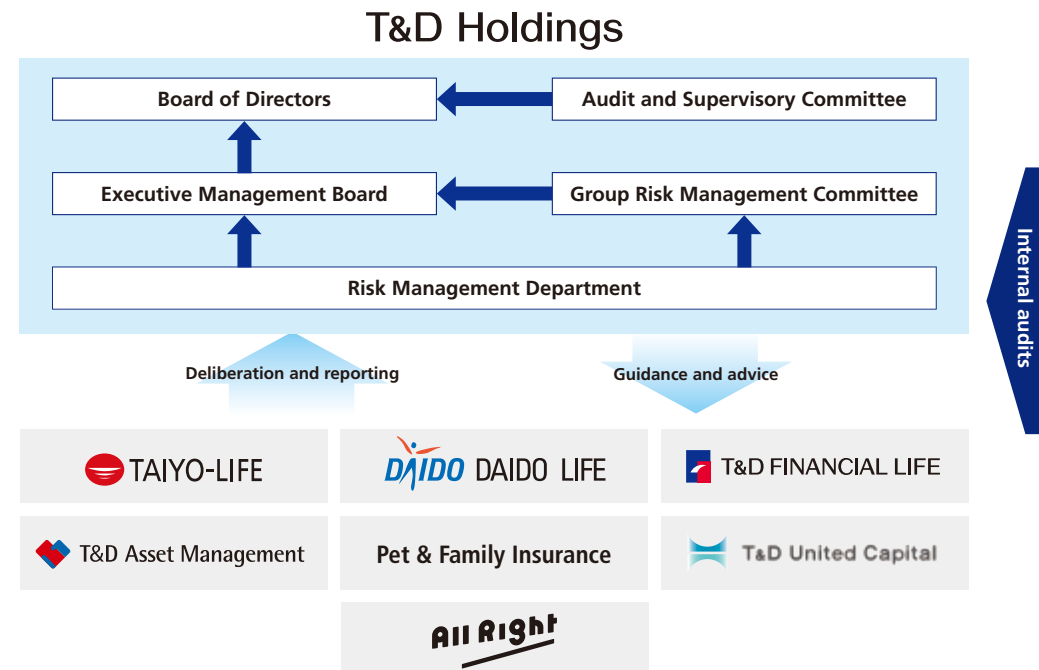 T&D Holdings
Board of Directors
Audit and Supervisory Committee
Executive Management Board
Group Risk Management Committee
Risk Management Department
Internal audits
Deliberation and reporting
Guidance and advice
TAIYO-LIFE
DAIDO DAIDO LIFE
T&D FINANCIAL LIFE
T&D Asset Management
Pet & Family Insurance
T&D United Capital
All Right